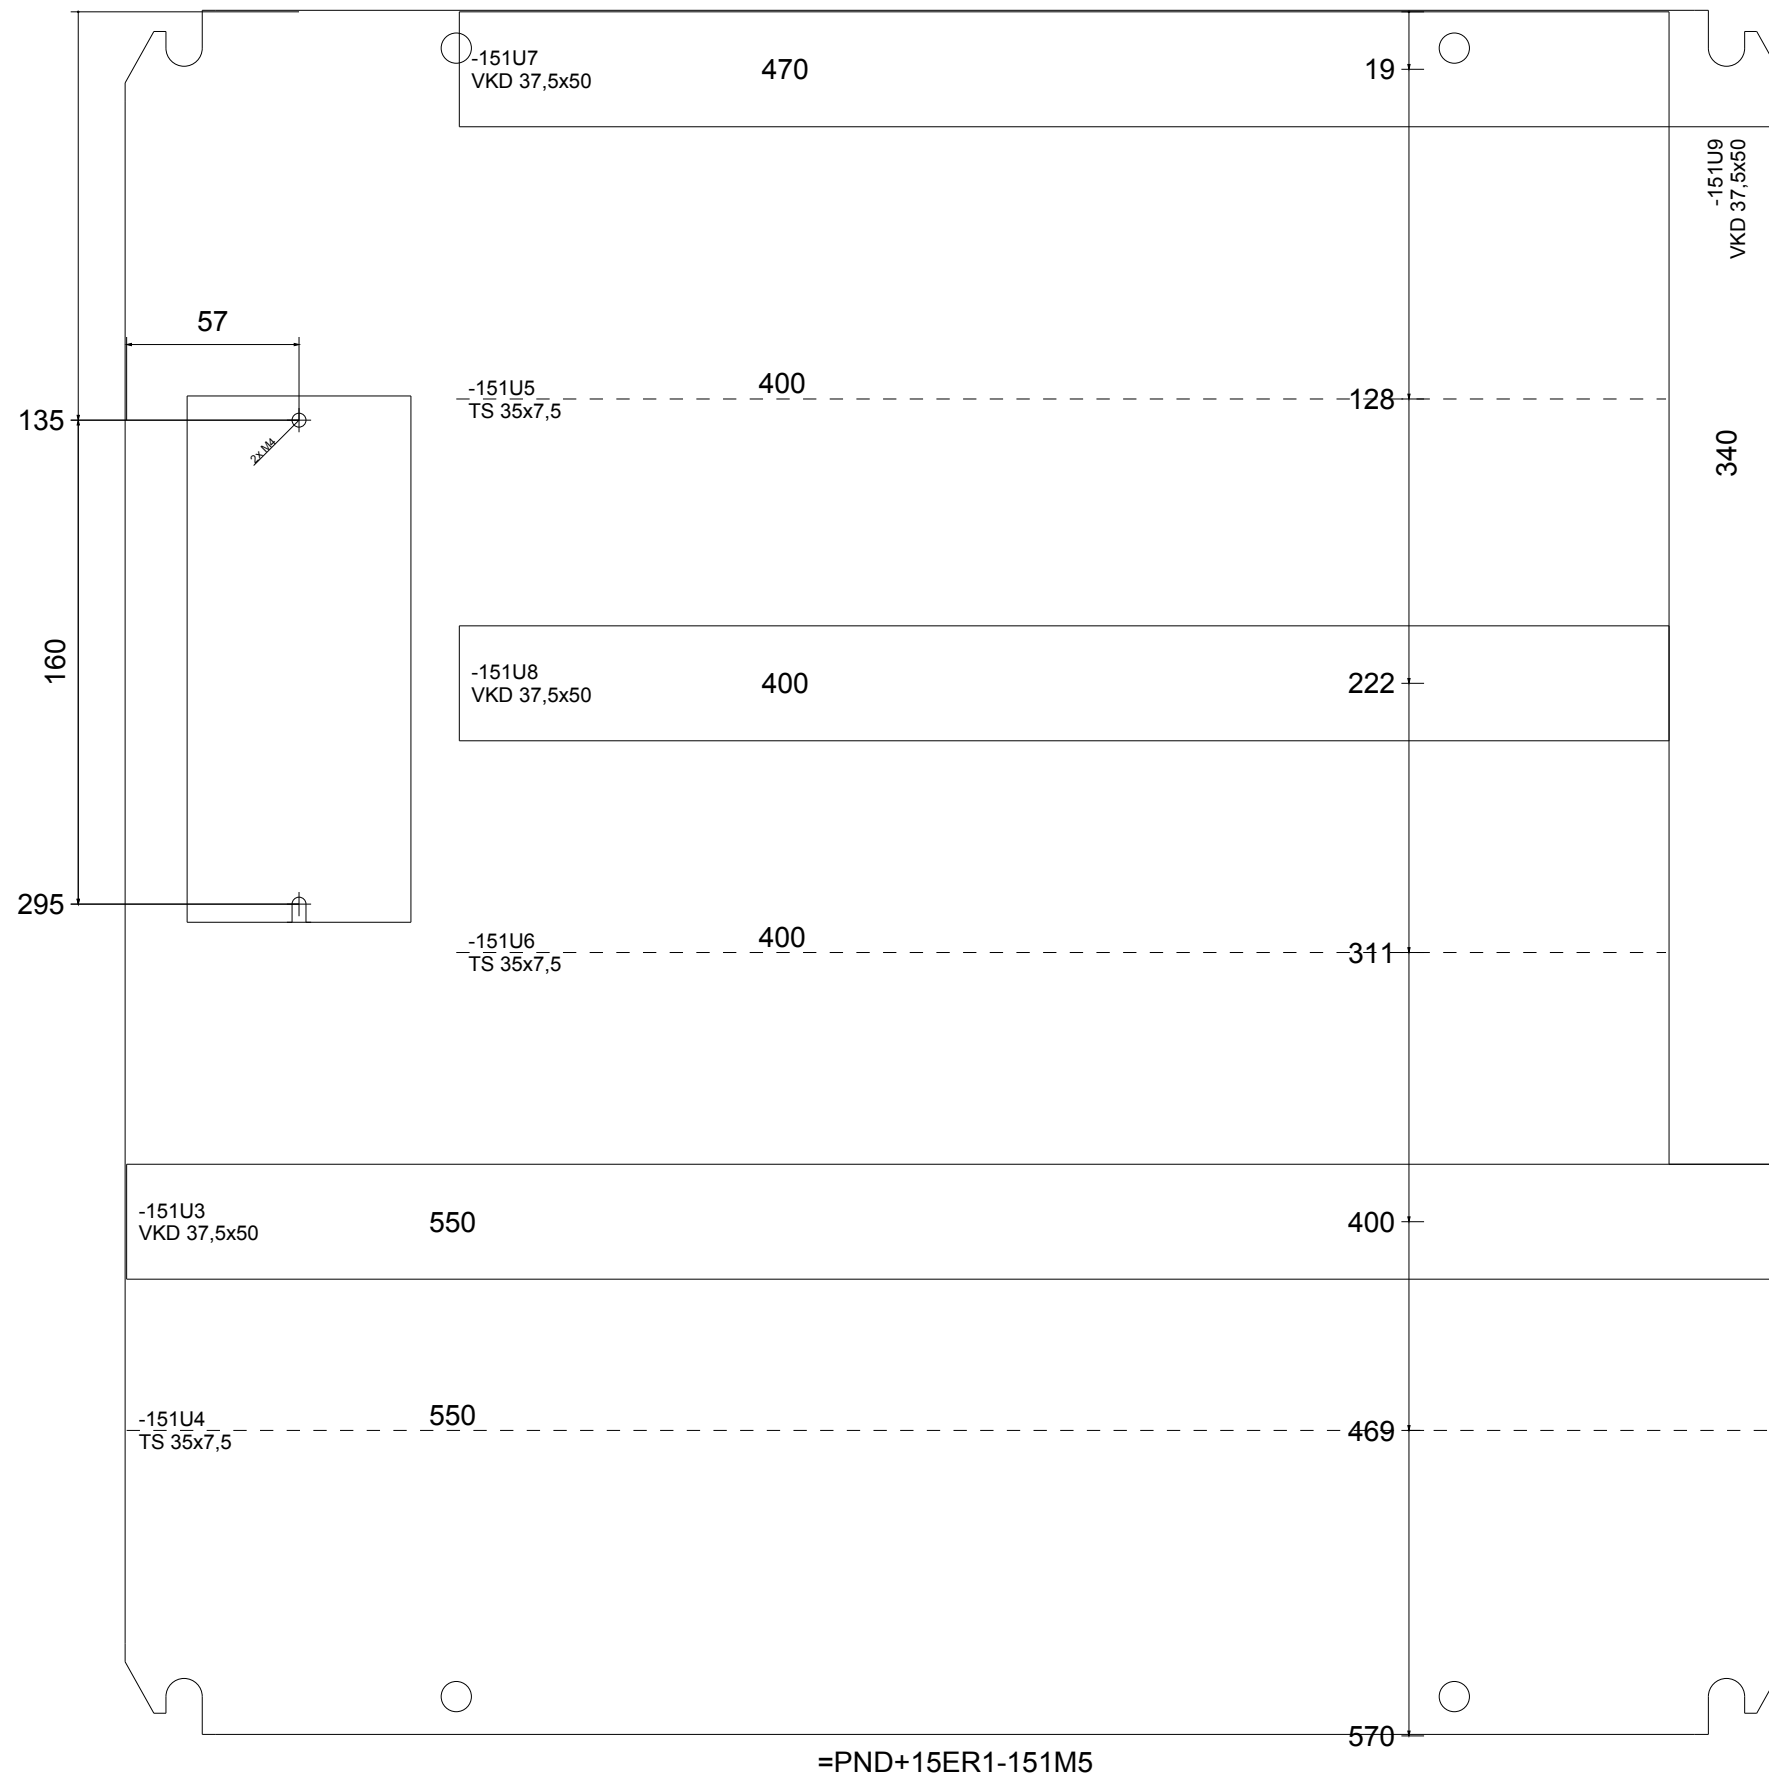 -151U7
VKD 37,5x50
470
19
-151U9
VKD 37,5x50
57
-151U5
TS 35x7,5
400
128
135
2x M4
340
160
-151U8
VKD 37,5x50
400
222
295
-151U6
TS 35x7,5
400
311
-151U3
VKD 37,5x50
550
400
-151U4
TS 35x7,5
550
469
570
=PND+15ER1-151M5